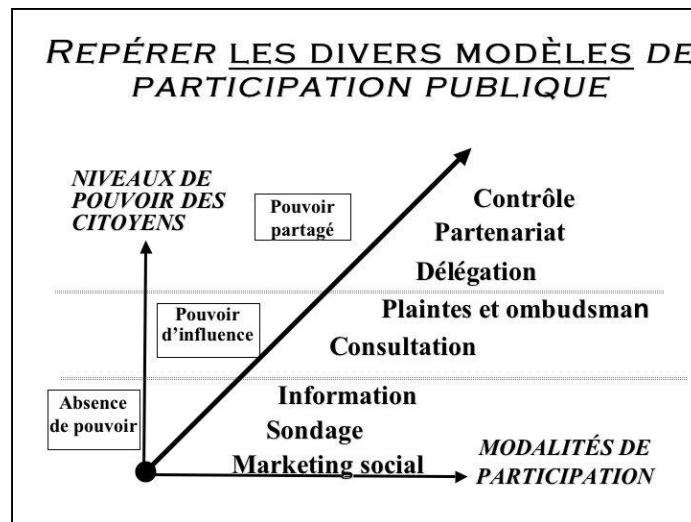 REPÉRER LES DIVERS MODÈLES DE
PARTICIPATION PUBLIQUE
NIVEAUX DE
POUVOIR DES
CITOYENS
Pouvoir
partagé
Contrôle
Partenariat
Délégation
Pouvoir
d'influence
Plaintes et ombudsman
Consultation
Absence
de pouvoir
Information
Sondage
Marketing social
MODALITÉS DE
PARTICIPATION